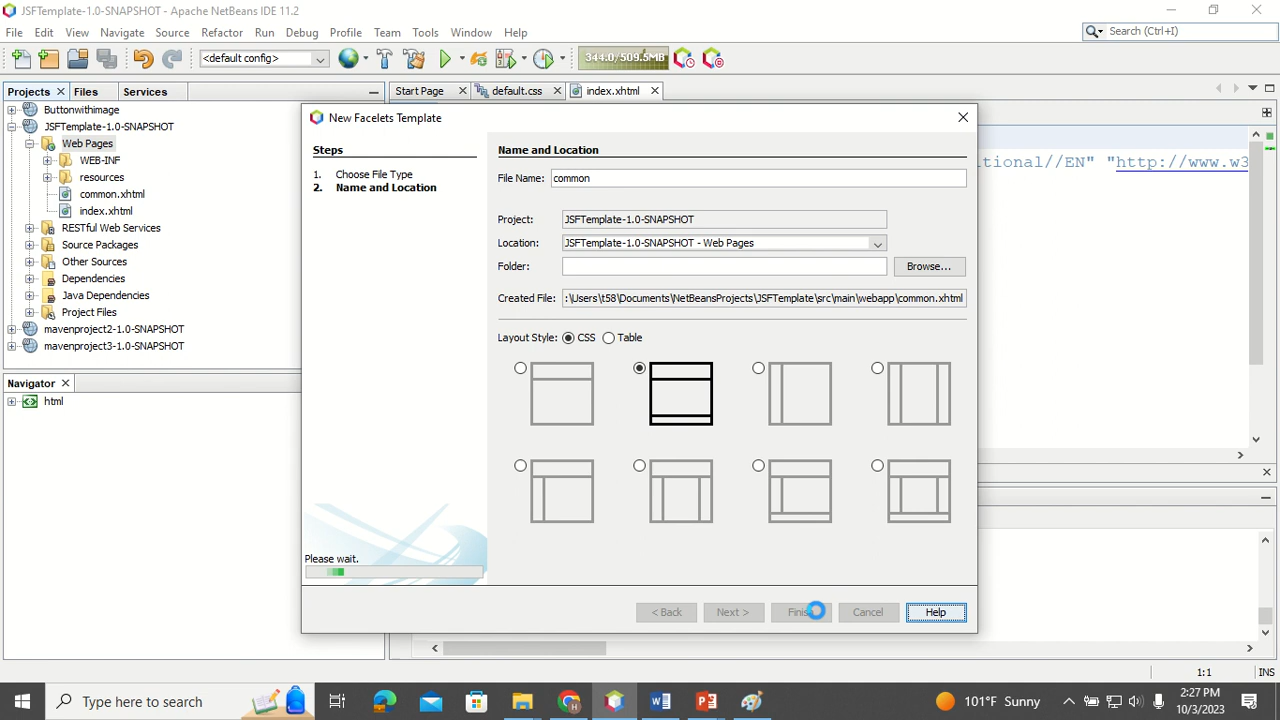 JSFTemplate-1.0-SNAPSHOT - Apache NetBeans IDE 11.2
File Edit View Navigate Source Refactor Run Debug Profile Team Tools Window Help
Search (Ctrl+I)
<default config>
344.0/509.5MB
Projects Files Services
Start Page default.css index.xhtml
Buttonwithimage
JSFTemplate-1.0-SNAPSHOT
Web Pages
WEB-INF
resources
common.xhtml
index.xhtml
RESTful Web Services
Source Packages
Other Sources
Dependencies
Java Dependencies
Project Files
mavenproject2-1.0-SNAPSHOT
mavenproject3-1.0-SNAPSHOT
Navigator
html
New Facelets Template
Steps
1. Choose File Type
2. Name and Location
Please wait.
Name and Location
File Name: common
Project: JSFTemplate-1.0-SNAPSHOT
Location: JSFTemplate-1.0-SNAPSHOT - Web Pages
Folder: Browse...
Created File: :\Users\t58\Documents\NetBeansProjects\JSFTemplate\src\main\webapp\common.xhtml
Layout Style: CSS Table
< Back Next > Finish Cancel Help
itional//EN" "http://www.w3
1:1 INS
Type here to search
101°F Sunny
2:27 PM
10/3/2023